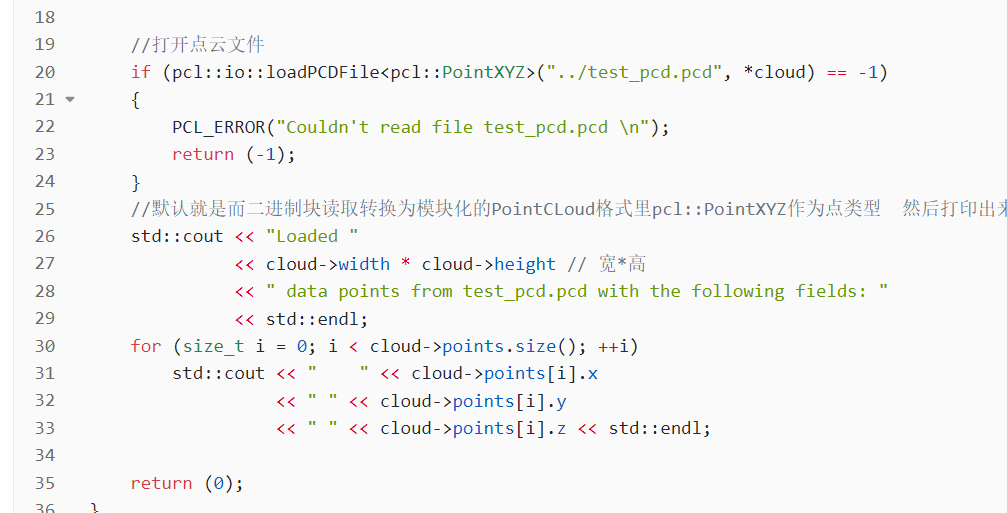 18
19 //打开点云文件
20 if (pcl::io::loadPCDFile<pcl::PointXYZ>("../test_pcd.pcd", *cloud) == -1)
21 {
22 PCL_ERROR("Couldn't read file test_pcd.pcd \n");
23 return (-1);
24 }
25 //默认就是而二进制块读取转换为模块化的PointCLoud格式里pcl::PointXYZ作为点类型 然后打印出来
26 std::cout << "Loaded "
27 << cloud->width * cloud->height // 宽*高
28 << " data points from test_pcd.pcd with the following fields: "
29 << std::endl;
30 for (size_t i = 0; i < cloud->points.size(); ++i)
31 std::cout << "    " << cloud->points[i].x
32 << " " << cloud->points[i].y
33 << " " << cloud->points[i].z << std::endl;
34
35 return (0);
36 }